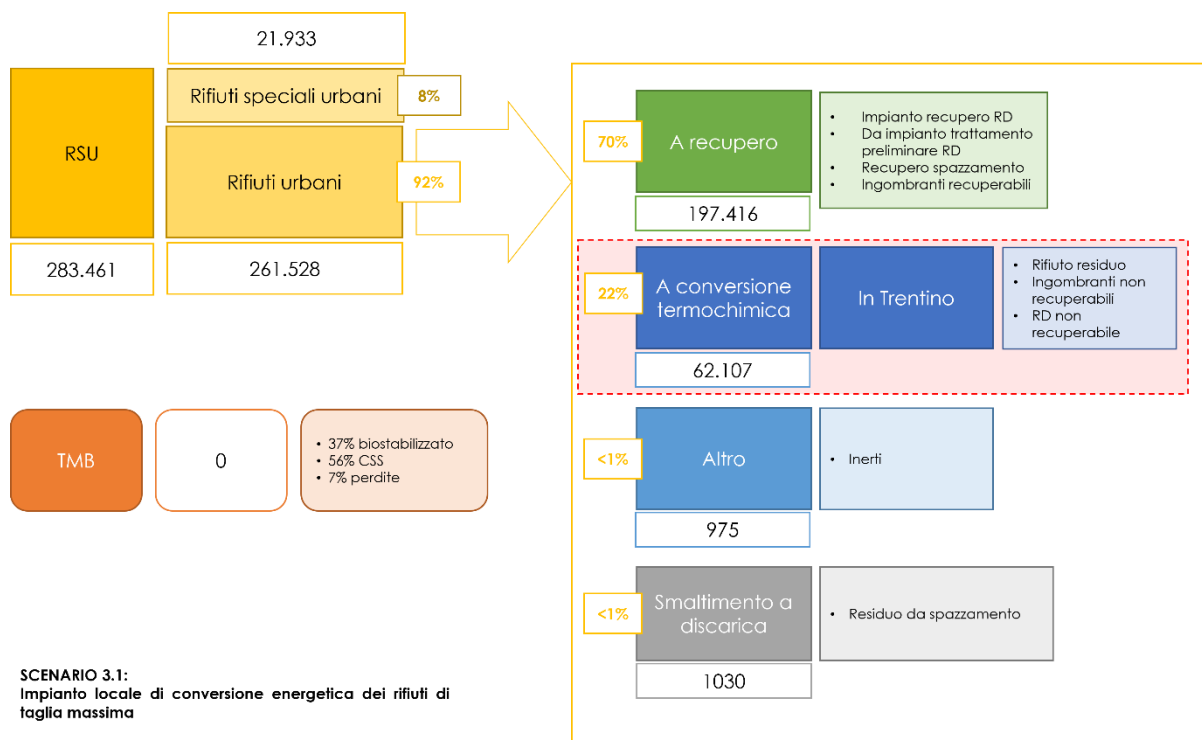 21.933
RSU
Rifiuti speciali urbani
8%
Rifiuti urbani
92%
283.461
261.528
70%
A recupero
197.416
• Impianto recupero RD
• Da impianto trattamento
preliminare RD
• Recupero spazzamento
• Ingombranti recuperabili
22%
A conversione
termochimica
62.107
In Trentino
• Rifiuto residuo
• Ingombranti non
recuperabili
• RD non
recuperabile
TMB
0
• 37% biostabilizzato
• 56% CSS
• 7% perdite
<1%
Altro
975
• Inerti
<1%
Smaltimento a
discarica
1030
• Residuo da spazzamento
SCENARIO 3.1:
Impianto locale di conversione energetica dei rifiuti di
taglia massima